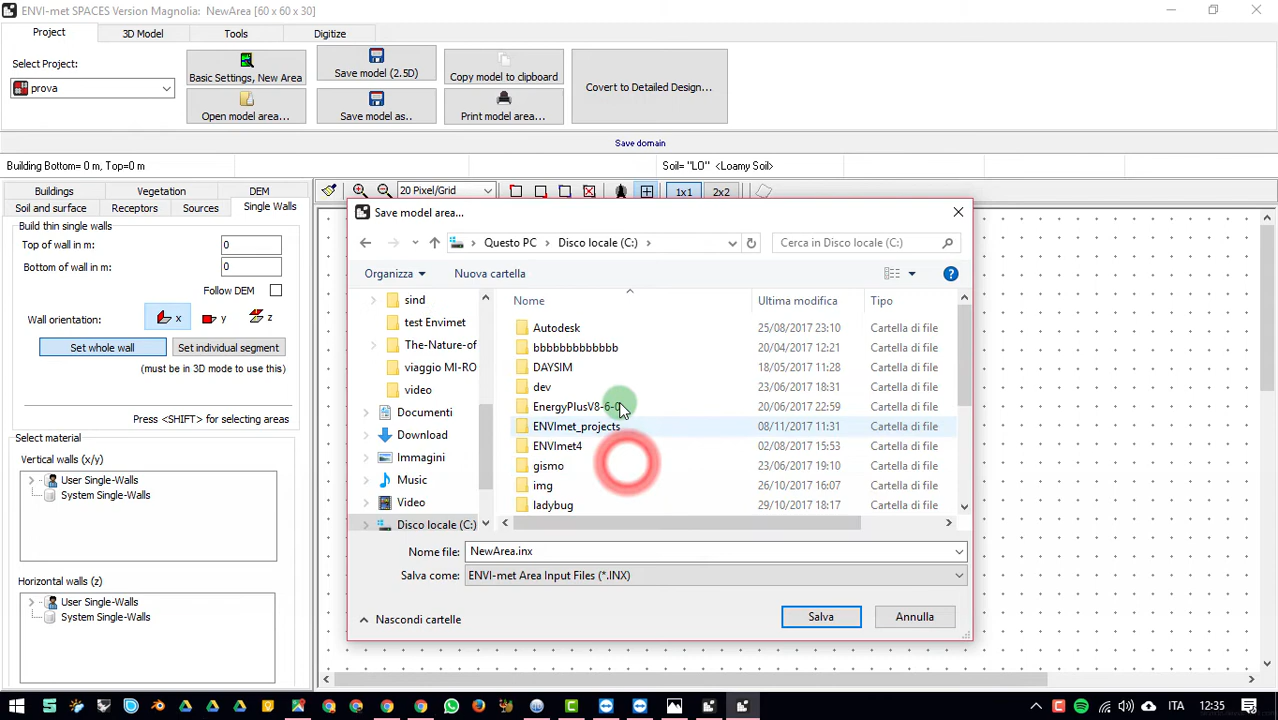 ENVI-met SPACES Version Magnolia: NewArea [60 x 60 x 30]
Project 3D Model Tools Digitize
Select Project:
prova
Basic Settings, New Area
Open model area...
Save model (2.5D)
Save model as..
Copy model to clipboard
Print model area...
Covert to Detailed Design...
Save domain
Building Bottom= 0 m, Top=0 m Soil= "LO" <Loamy Soil>
Buildings Vegetation DEM
Soil and surface Receptors Sources Single Walls
20 Pixel/Grid 1x1 2x2
Build thin single walls
Top of wall in m: 0
Bottom of wall in m: 0
Follow DEM
Wall orientation: x y z
Set whole wall Set individual segment
(must be in 3D mode to use this)
Press <SHIFT> for selecting areas
Select material
Vertical walls (x/y)
User Single-Walls
System Single-Walls
Horizontal walls (z)
User Single-Walls
System Single-Walls
Save model area...
Questo PC Disco locale (C:) Cerca in Disco locale (C:)
Organizza Nuova cartella
sind
test Envimet
The-Nature-of
viaggio MI-RO
video
Documenti
Download
Immagini
Music
Video
Disco locale (C:)
Nome Ultima modifica Tipo
Autodesk 25/08/2017 23:10 Cartella di file
bbbbbbbbbbbbb 20/04/2017 12:21 Cartella di file
DAYSIM 18/05/2017 11:28 Cartella di file
dev 23/06/2017 18:31 Cartella di file
EnergyPlusV8-6-0 20/06/2017 22:59 Cartella di file
ENVImet_projects 08/11/2017 11:31 Cartella di file
ENVImet4 02/08/2017 15:53 Cartella di file
gismo 23/06/2017 19:10 Cartella di file
img 26/10/2017 16:07 Cartella di file
ladybug 29/10/2017 18:17 Cartella di file
Nome file: NewArea.inx
Salva come: ENVI-met Area Input Files (*.INX)
Nascondi cartelle Salva Annulla
ITA 12:35